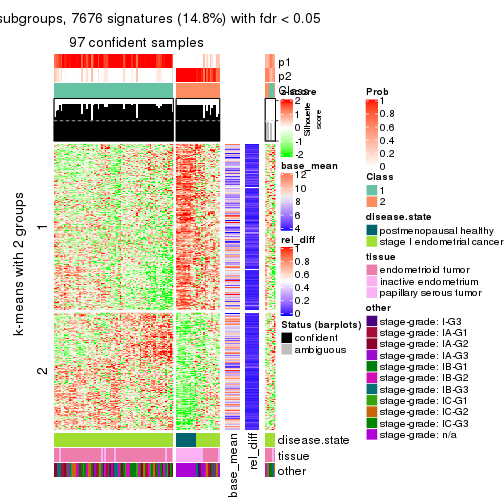 subgroups, 7676 signatures (14.8%) with fdr < 0.05
97 confident samples
p1
p2
Class
Silhouette
score
k-means with 2 groups
1
2
z-score
2
1
0
-1
-2
base_mean
12
10
8
6
4
rel_diff
1
0.8
0.6
0.4
0.2
0
Status (barplots)
confident
ambiguous
disease.state
tissue
other
base_mean
rel_diff
Prob
1
0.8
0.6
0.4
0.2
0
Class
1
2
disease.state
postmenopausal healthy
stage I endometrial cancer
tissue
endometrioid tumor
inactive endometrium
papillary serous tumor
other
stage-grade: I-G3
stage-grade: IA-G1
stage-grade: IA-G2
stage-grade: IA-G3
stage-grade: IB-G1
stage-grade: IB-G2
stage-grade: IB-G3
stage-grade: IC-G1
stage-grade: IC-G2
stage-grade: IC-G3
stage-grade: n/a